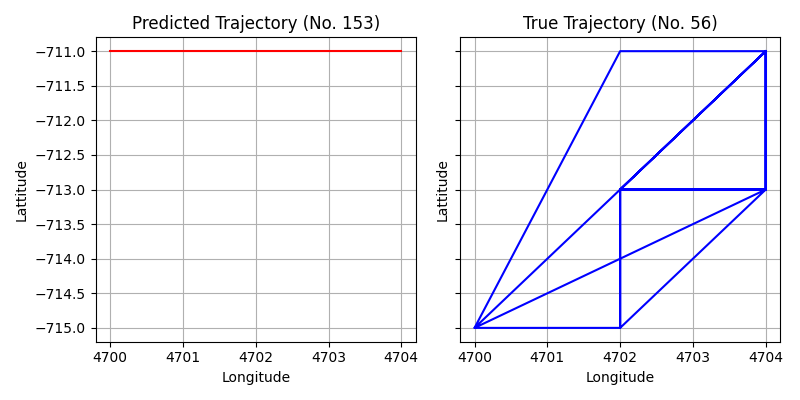 Predicted Trajectory (No. 153)
Lattitude
−711.0
−711.5
−712.0
−712.5
−713.0
−713.5
−714.0
−714.5
−715.0
4700 4701 4702 4703 4704
Longitude
True Trajectory (No. 56)
Lattitude
4700 4701 4702 4703 4704
Longitude